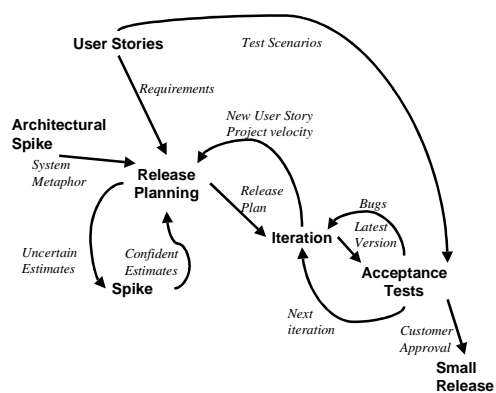 User Stories
Test Scenarios
Requirements
New User Story
Project velocity
Architectural
Spike
System
Metaphor
Release
Planning
Release
Plan
Bugs
Iteration
Latest
Version
Uncertain
Estimates
Confident
Estimates
Spike
Acceptance
Tests
Next
iteration
Customer
Approval
Small
Release